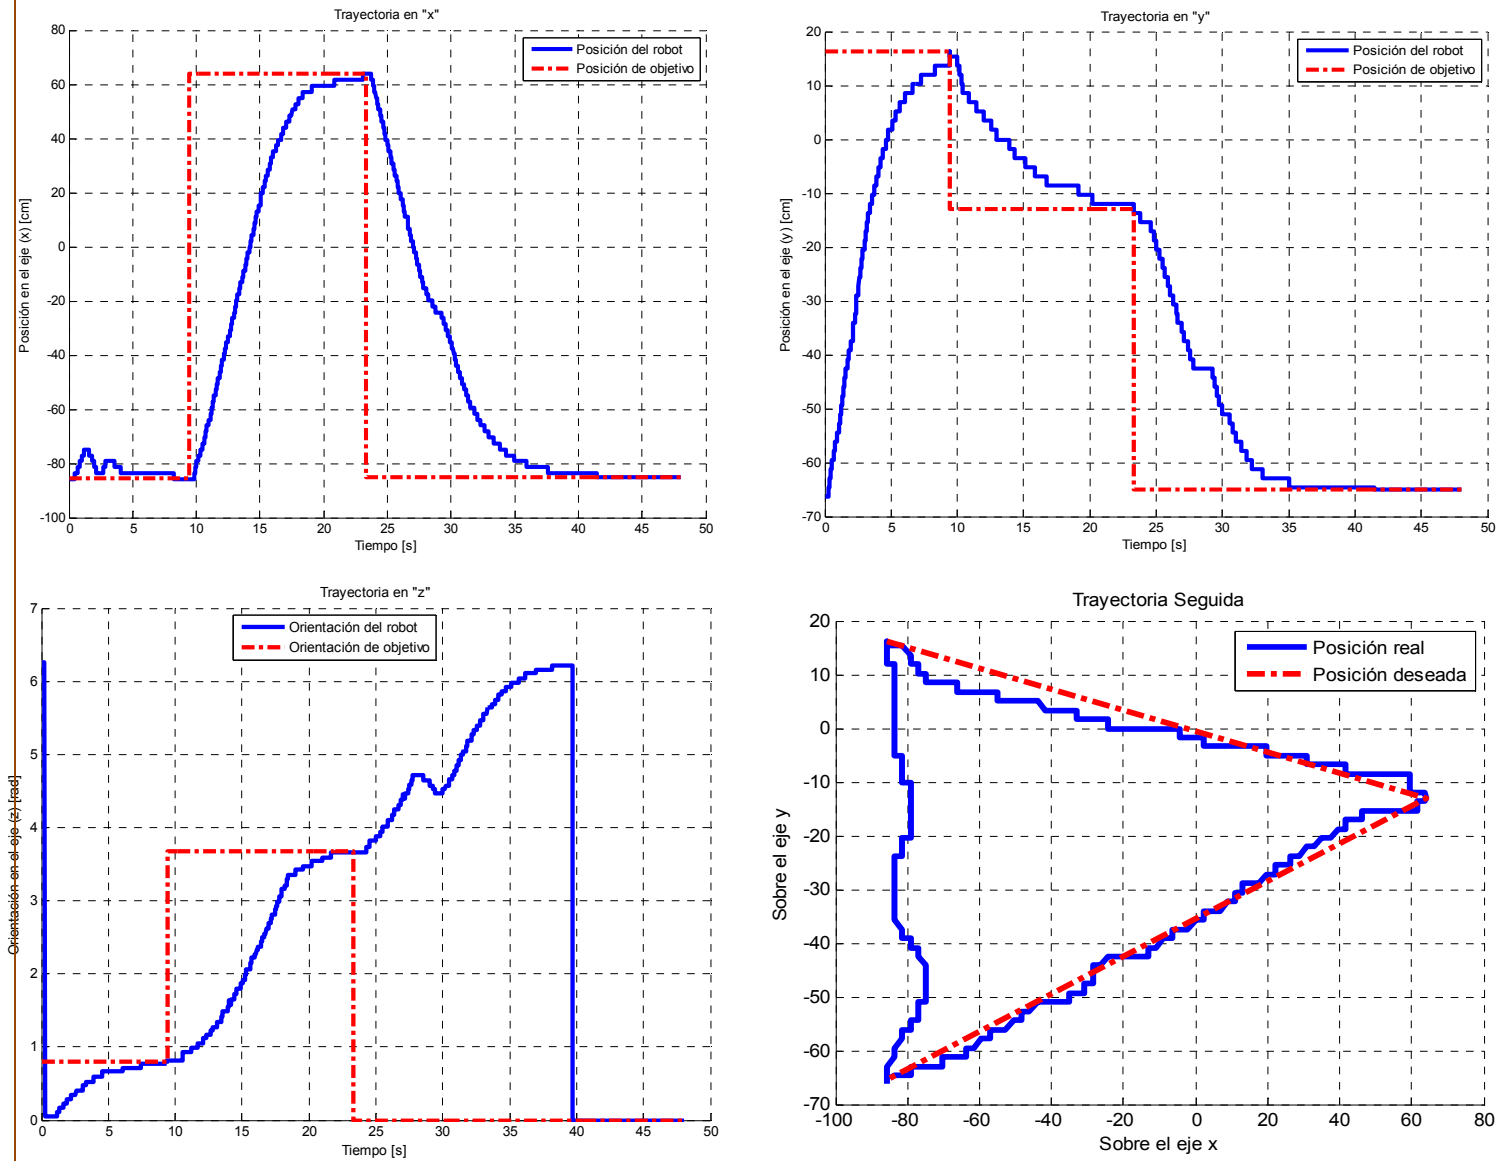 Trayectoria en "x"
80
60
40
20
0
-20
-40
-60
-80
-100
Posición en el eje (x) [cm]
Posición del robot
Posición de objetivo
0 5 10 15 20 25 30 35 40 45 50
Tiempo [s]
Trayectoria en "y"
20
10
0
-10
-20
-30
-40
-50
-60
-70
Posición en el eje (y) [cm]
Posición del robot
Posición de objetivo
0 5 10 15 20 25 30 35 40 45 50
Tiempo [s]
Trayectoria en "z"
7
6
5
4
3
2
1
0
Orientación en el eje (z) [rad]
Orientación del robot
Orientación de objetivo
0 5 10 15 20 25 30 35 40 45 50
Tiempo [s]
Trayectoria Seguida
20
10
0
-10
-20
-30
-40
-50
-60
-70
Sobre el eje y
Posición real
Posición deseada
-100 -80 -60 -40 -20 0 20 40 60 80
Sobre el eje x